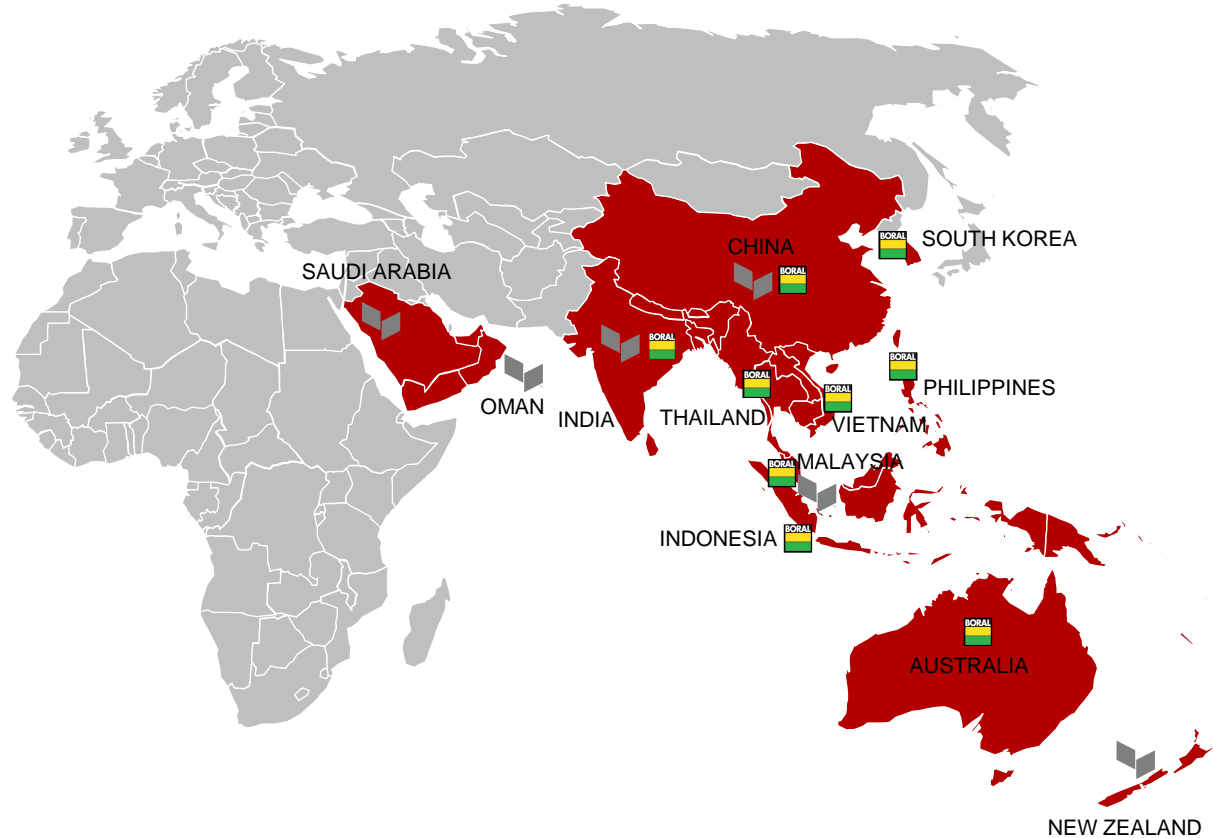 BORAL
SOUTH KOREA
CHINA
BORAL
SAUDI ARABIA
BORAL
BORAL
PHILIPPINES
BORAL
BORAL
OMAN
INDIA
THAILAND
VIETNAM
MALAYSIA
BORAL
INDONESIA
BORAL
BORAL
AUSTRALIA
NEW ZEALAND